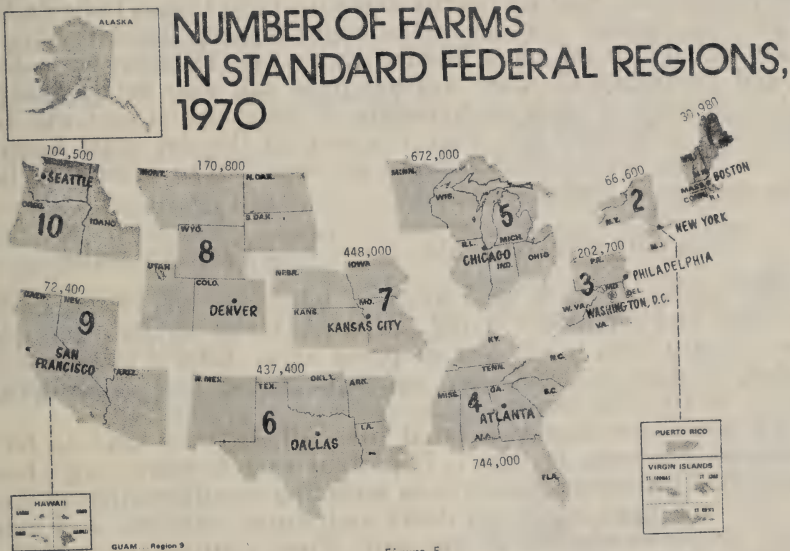 ALASKA
NUMBER OF FARMS
IN STANDARD FEDERAL REGIONS,
1970
104,500
SEATTLE
OREG.
IDAHO
10
170,800
MONT.
N. DAK.
S. DAK.
WYO.
8
UTAH
COLO.
DENVER
672,000
MINN.
WIS.
5
MICH.
CHICAGO
IND.
OHIO
30,980
1
MASS.
CONN.
R.I.
BOSTON
66,600
2
N.Y.
NEW YORK
N.J.
202,700
PA.
PHILADELPHIA
3
MD.
DEL.
W. VA.
WASHINGTON, D.C.
VA.
448,000
IOWA
NEBR.
MO.
7
KANS.
KANSAS CITY
72,400
NEV.
9
SAN
FRANCISCO
ARIZ.
437,400
N. MEX.
TEX.
OKLA.
ARK.
6
LA.
DALLAS
KY.
TENN.
N.C.
S.C.
MISS.
4
GA.
ATLANTA
ALA.
744,000
FLA.
PUERTO RICO
VIRGIN ISLANDS
HAWAII
GUAM Region 9